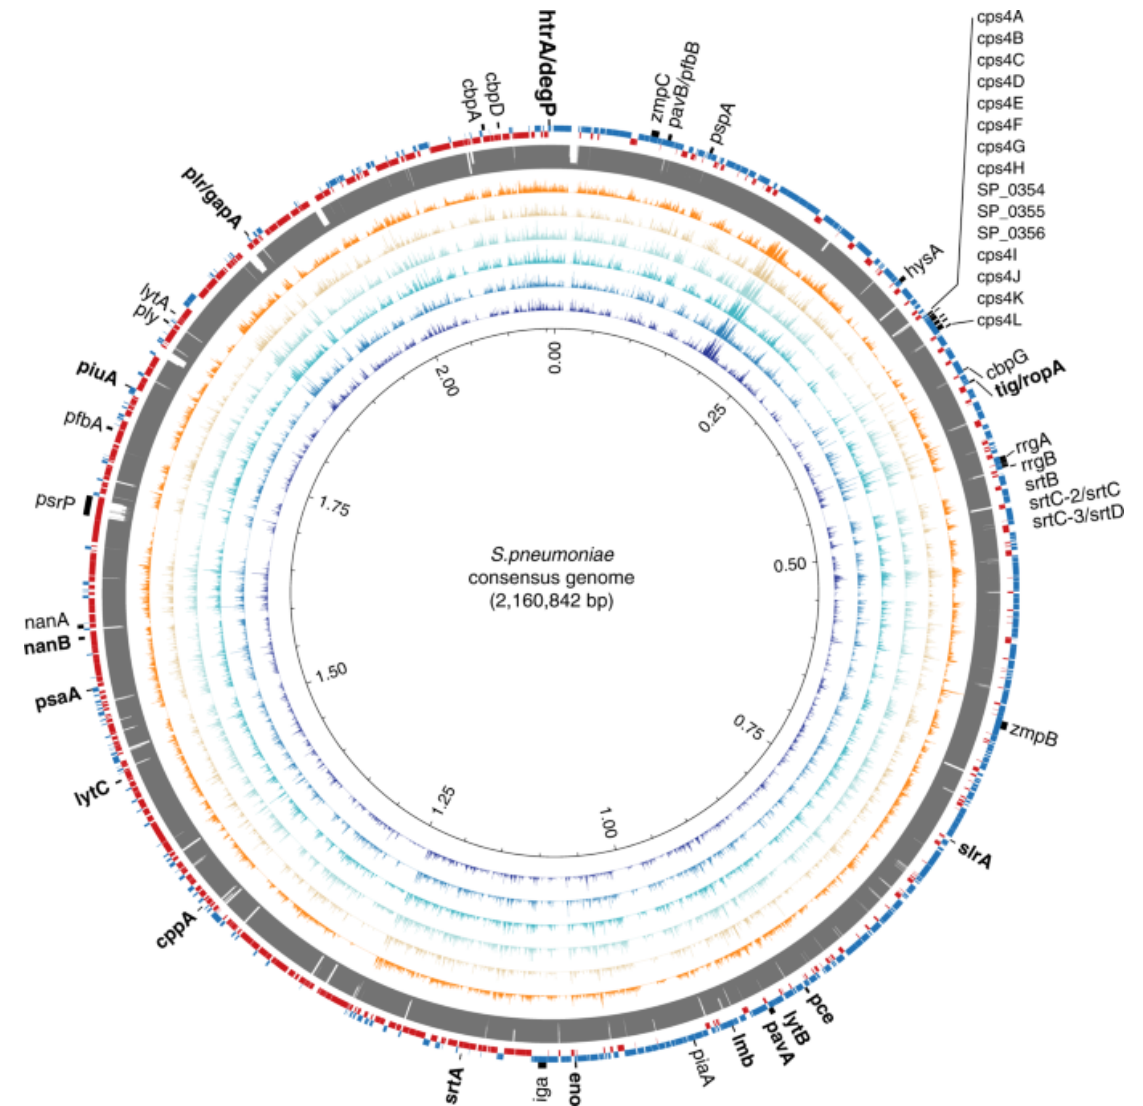 htrA/degP
zmpC
pavB/pfbB
pspA
cps4A
cps4B
cps4C
cps4D
cps4E
cps4F
cps4G
cps4H
SP_0354
SP_0355
SP_0356
cps4I
cps4J
cps4K
cps4L
hysA
cbpG
tig/ropA
rrgA
rrgB
srtB
srtC-2/srtC
srtC-3/srtD
zmpB
slrA
pce
lytB
pavA
lmb
piaA
eno
iga
srtA
cppA
lytC
psaA
nanB
nanA
psrP
pfbA
piuA
ply
lytA
plr/gapA
cbpA
cbpD
0.00
0.25
0.50
0.75
1.00
1.25
1.50
1.75
2.00
S.pneumoniae
consensus genome
(2,160,842 bp)